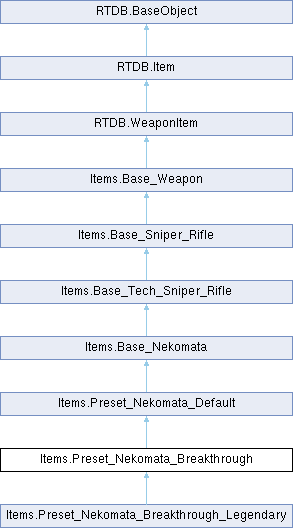 RTDB.BaseObject
RTDB.Item
RTDB.WeaponItem
Items.Base_Weapon
Items.Base_Sniper_Rifle
Items.Base_Tech_Sniper_Rifle
Items.Base_Nekomata
Items.Preset_Nekomata_Default
Items.Preset_Nekomata_Breakthrough
Items.Preset_Nekomata_Breakthrough_Legendary